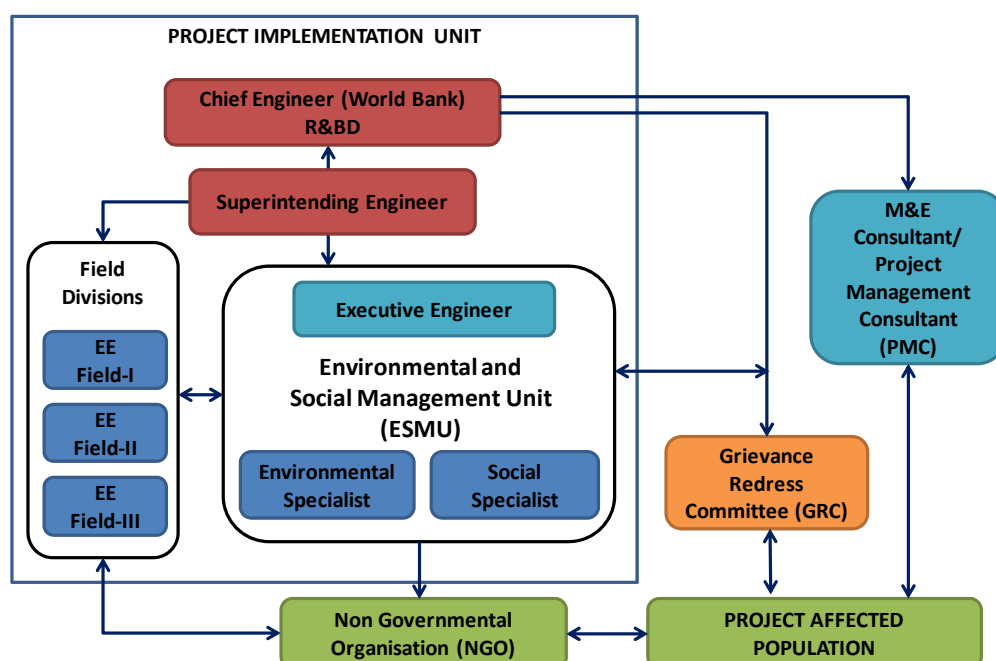 PROJECT IMPLEMENTATION UNIT
Chief Engineer (World Bank)
R&BD
Superintending Engineer
M&E
Consultant/
Project
Management
Consultant
(PMC)
Field
Divisions
EE
Field-I
EE
Field-II
EE
Field-III
Executive Engineer
Environmental and
Social Management Unit
(ESMU)
Environmental
Specialist
Social
Specialist
Grievance
Redress
Committee (GRC)
Non Governmental
Organisation (NGO)
PROJECT AFFECTED
POPULATION